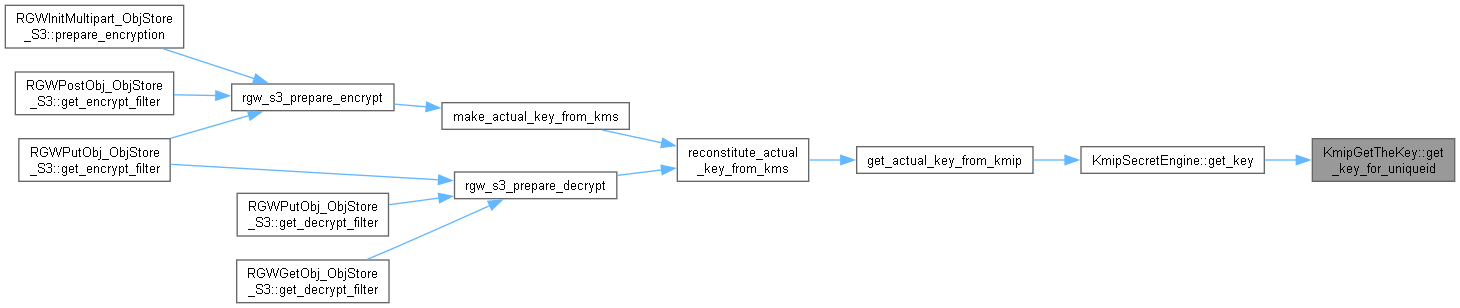 RGWInitMultipart_ObjStore
_S3::prepare_encryption
RGWPostObj_ObjStore
_S3::get_encrypt_filter
RGWPutObj_ObjStore
_S3::get_encrypt_filter
rgw_s3_prepare_encrypt
make_actual_key_from_kms
rgw_s3_prepare_decrypt
RGWPutObj_ObjStore
_S3::get_decrypt_filter
RGWGetObj_ObjStore
_S3::get_decrypt_filter
reconstitute_actual
_key_from_kms
get_actual_key_from_kmip
KmipSecretEngine::get_key
KmipGetTheKey::get
_key_for_uniqueid